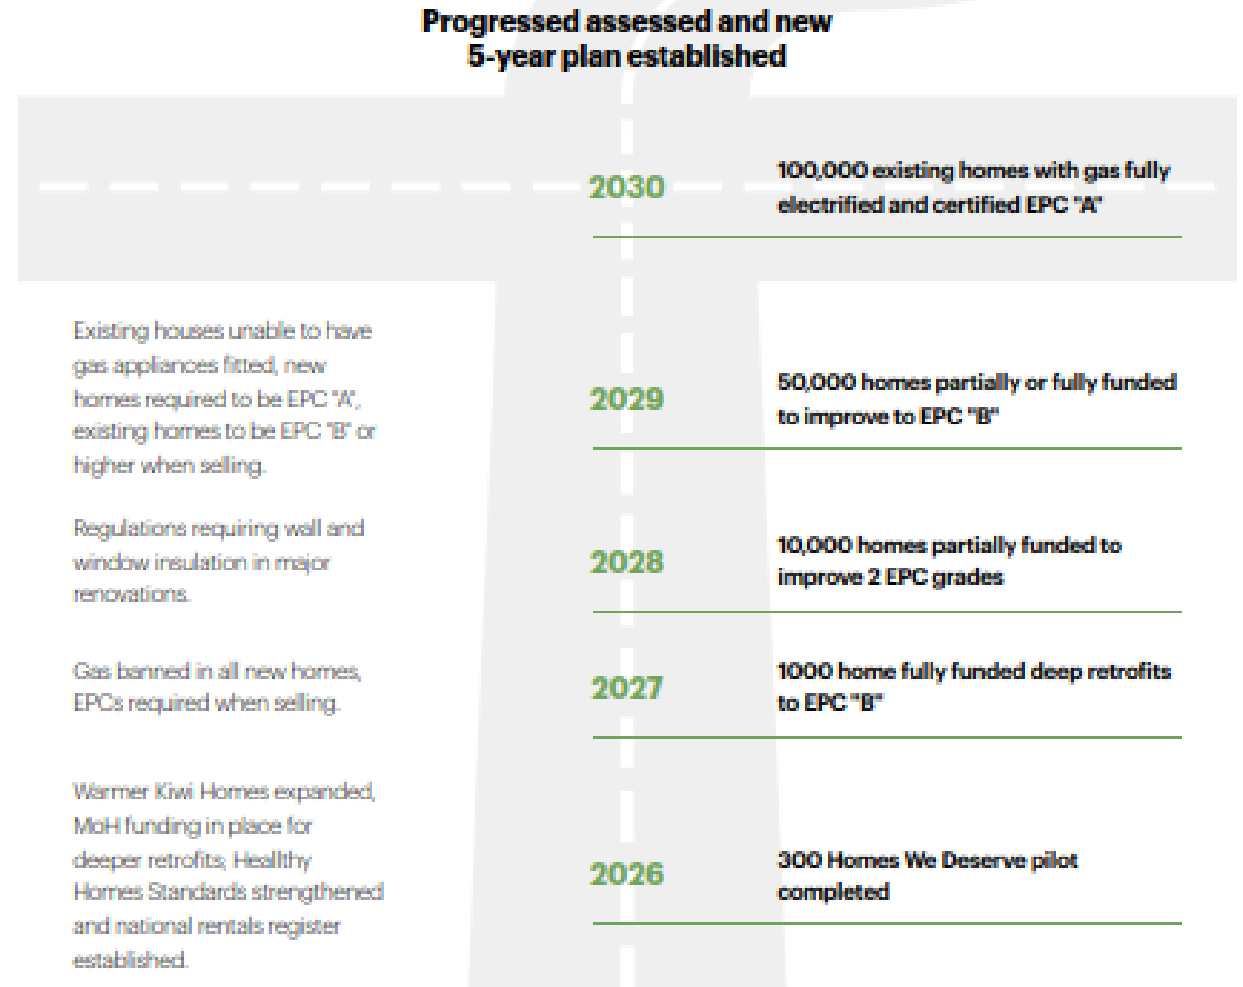 Progressed assessed and new
5-year plan established
2030
100,000 existing homes with gas fully
electrified and certified EPC "A"
Existing houses unable to have
gas appliances fitted, new
homes required to be EPC "A",
existing homes to be EPC "B" or
higher when selling.
2029
50,000 homes partially or fully funded
to improve to EPC "B"
Regulations requiring wall and
window insulation in major
renovations.
2028
10,000 homes partially funded to
improve 2 EPC grades
Gas banned in all new homes,
EPCs required when selling.
2027
1000 home fully funded deep retrofits
to EPC "B"
Warmer Kiwi Homes expanded,
MoH funding in place for
deeper retrofits; Heallthy
Homes Standards strengthened
and national rentals register
established.
2026
300 Homes We Deserve pilot
completed